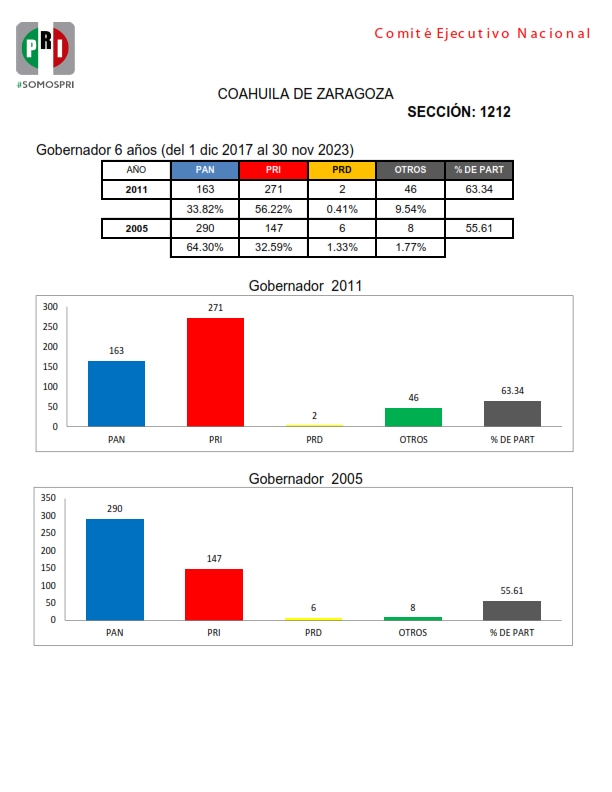 Comité Ejecutivo Nacional
PRI
#SOMOSPRI
COAHUILA DE ZARAGOZA
SECCIÓN: 1212
Gobernador 6 años (del 1 dic 2017 al 30 nov 2023)
AÑO PAN PRI PRD OTROS % DE PART
2011 163 271 2 46 63.34
33.82% 56.22% 0.41% 9.54%
2005 290 147 6 8 55.61
64.30% 32.59% 1.33% 1.77%
Gobernador 2011
300
250
200
150
100
50
0
163
271
2
46
63.34
PAN PRI PRD OTROS % DE PART
Gobernador 2005
350
300
250
200
150
100
50
0
290
147
6
8
55.61
PAN PRI PRD OTROS % DE PART